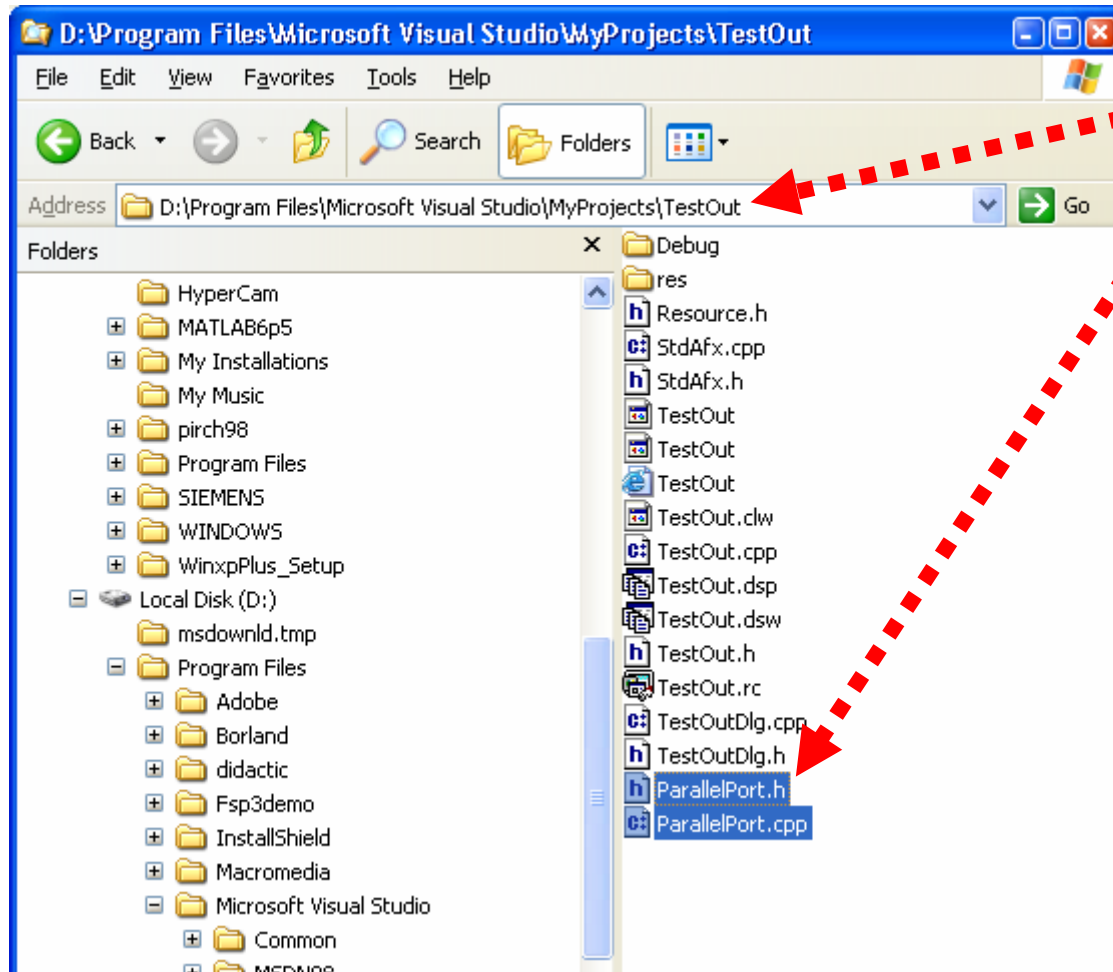 D:\Program Files\Microsoft Visual Studio\MyProjects\TestOut
File Edit View Favorites Tools Help
Back Search Folders
Address D:\Program Files\Microsoft Visual Studio\MyProjects\TestOut Go
Folders
HyperCam
MATLAB6p5
My Installations
My Music
pirch98
Program Files
SIEMENS
WINDOWS
WinxpPlus_Setup
Local Disk (D:)
msdownld.tmp
Program Files
Adobe
Borland
didactic
Fsp3demo
InstallShield
Macromedia
Microsoft Visual Studio
Common
MSDN98
Debug
res
Resource.h
StdAfx.cpp
StdAfx.h
TestOut
TestOut
TestOut
TestOut.clw
TestOut.cpp
TestOut.dsp
TestOut.dsw
TestOut.h
TestOut.rc
TestOutDlg.cpp
TestOutDlg.h
ParallelPort.h
ParallelPort.cpp